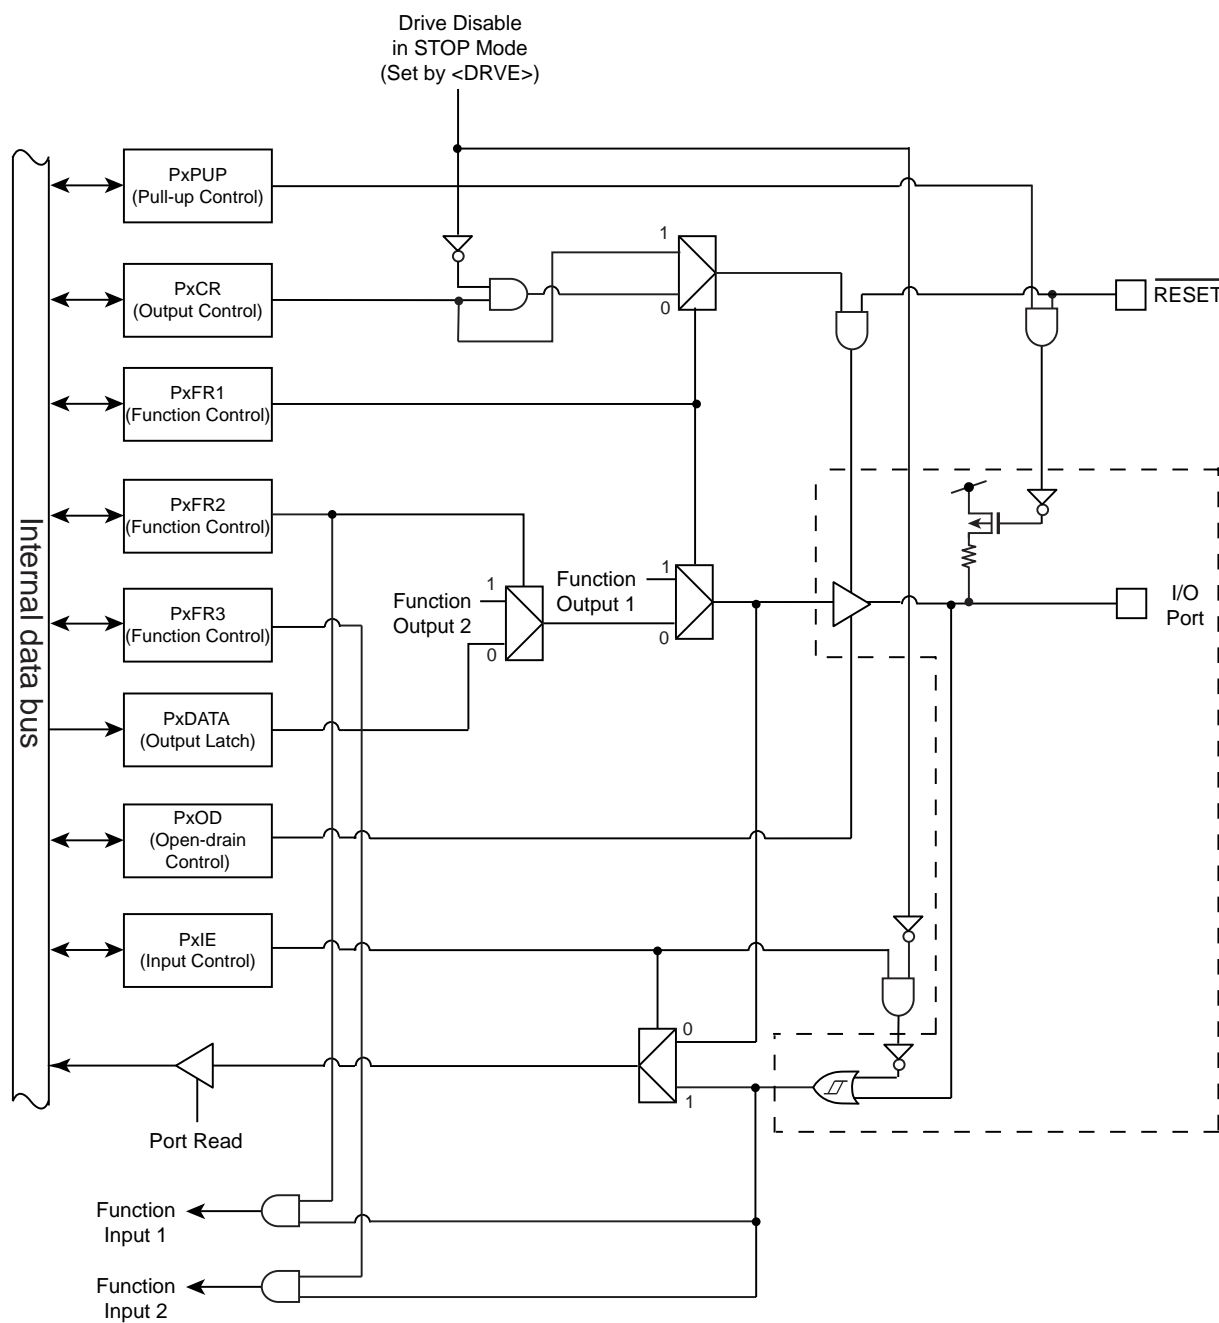 Drive Disable
in STOP Mode
(Set by <DRVE>)
PxPUP
(Pull-up Control)
1
PxCR
(Output Control)
0
RESET
PxFR1
(Function Control)
PxFR2
(Function Control)
Internal data bus
1
Function
Output 2
0
1
Function
Output 1
0
I/O
Port
PxFR3
(Function Control)
PxDATA
(Output Latch)
PxOD
(Open-drain
Control)
PxIE
(Input Control)
0
1
Port Read
Function
Input 1
Function
Input 2